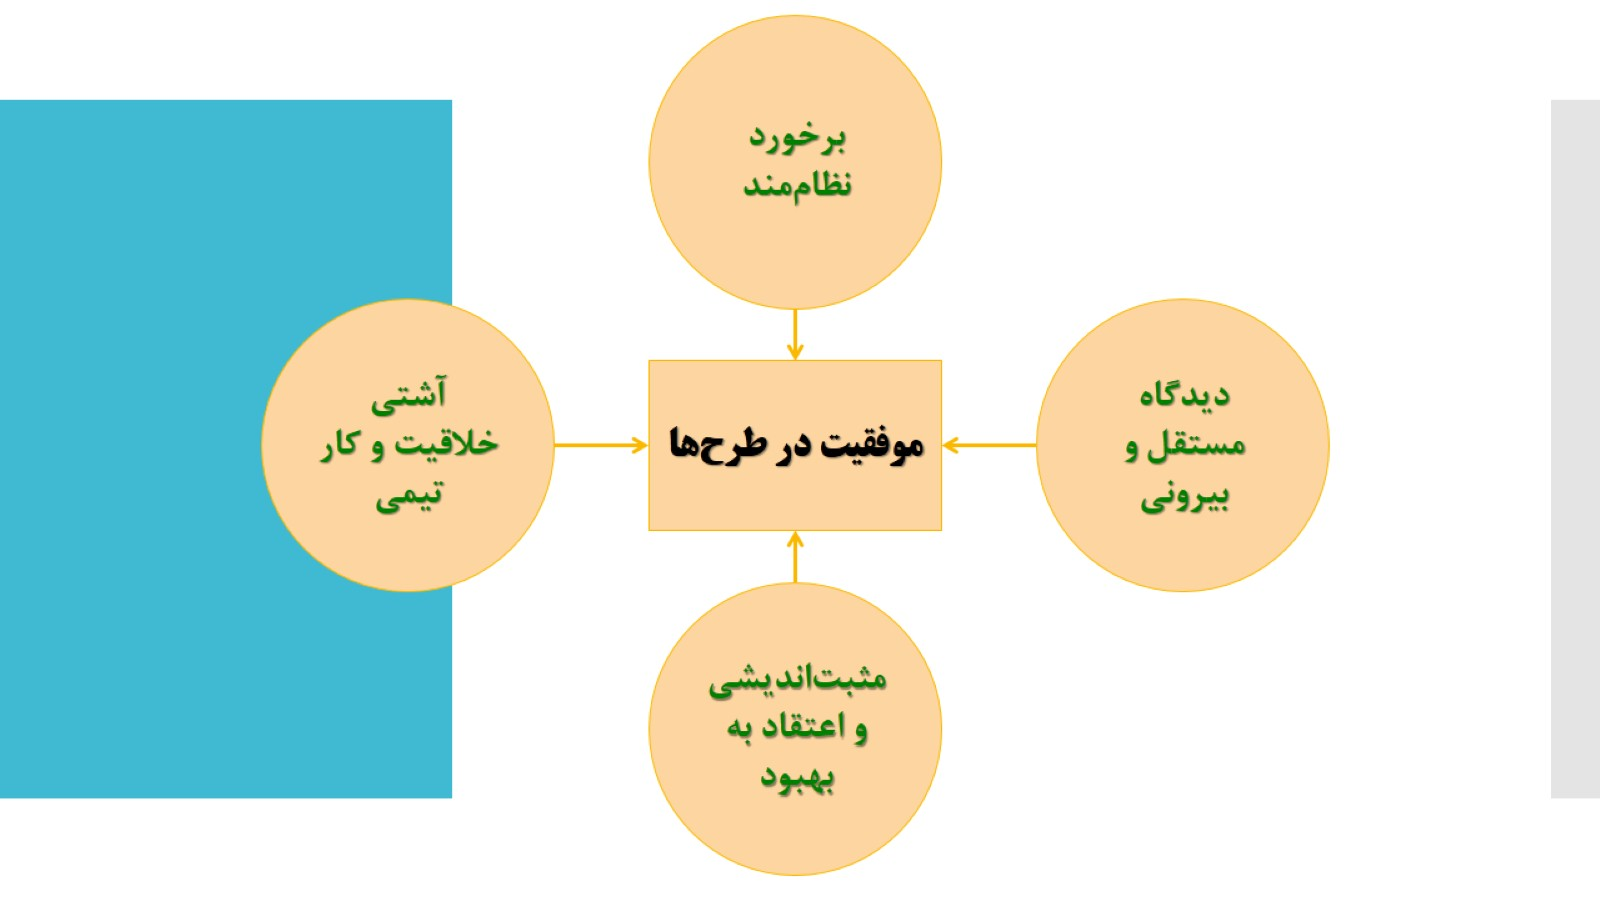 برخورد
نظام‌مند
دیدگاه
مستقل و
بیرونی
موفقیت در طرح‌ها
آشتی
خلاقیت و کار
تیمی
مثبت‌اندیشی
و اعتقاد به
بهبود